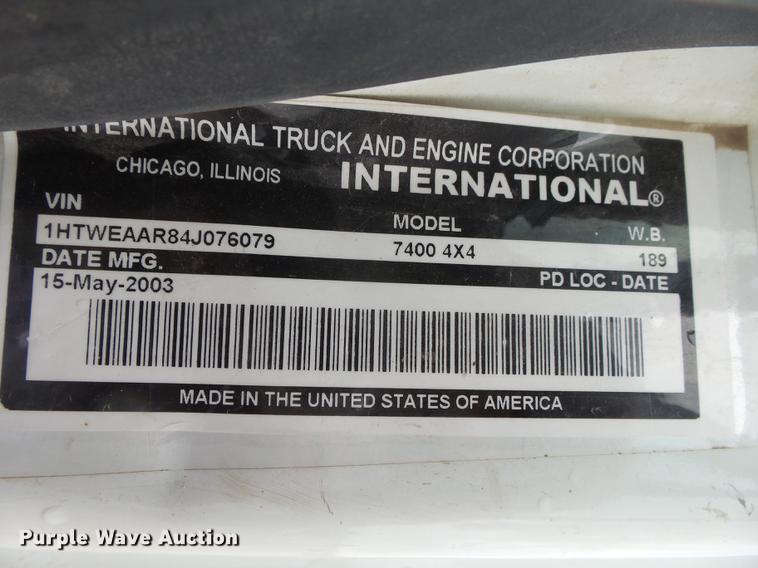 INTERNATIONAL TRUCK AND ENGINE CORPORATION
CHICAGO, ILLINOIS INTERNATIONAL®
VIN MODEL W.B.
1HTWEAAR84J076079 7400 4X4 189
DATE MFG. PD LOC - DATE
15-May-2003
MADE IN THE UNITED STATES OF AMERICA
Purple Wave Auction